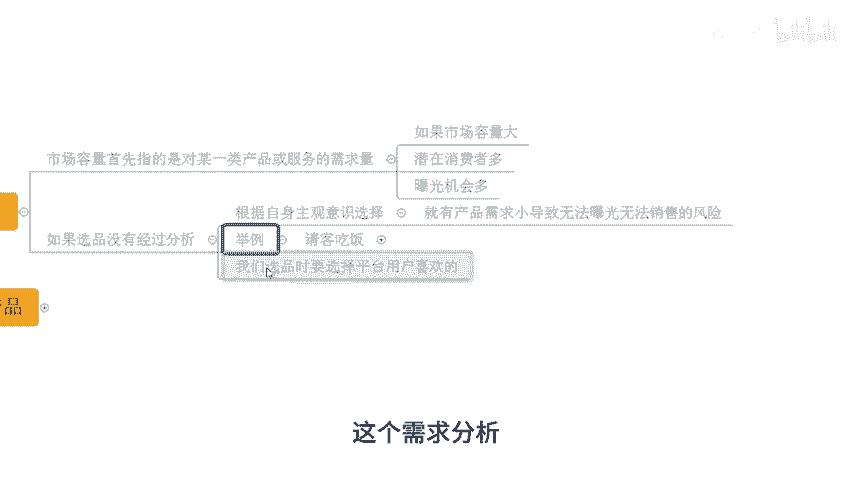 bilibili
如果市场容量大
市场容量首先指的是对某一类产品或服务的需求量
潜在消费者多
曝光机会多
根据自身主观意识选择
就有产品需求小导致无法曝光无法销售的风险
如果选品没有经过分析
举例
请客吃饭
我们选品时要选择平台用户喜欢的
品
这个需求分析